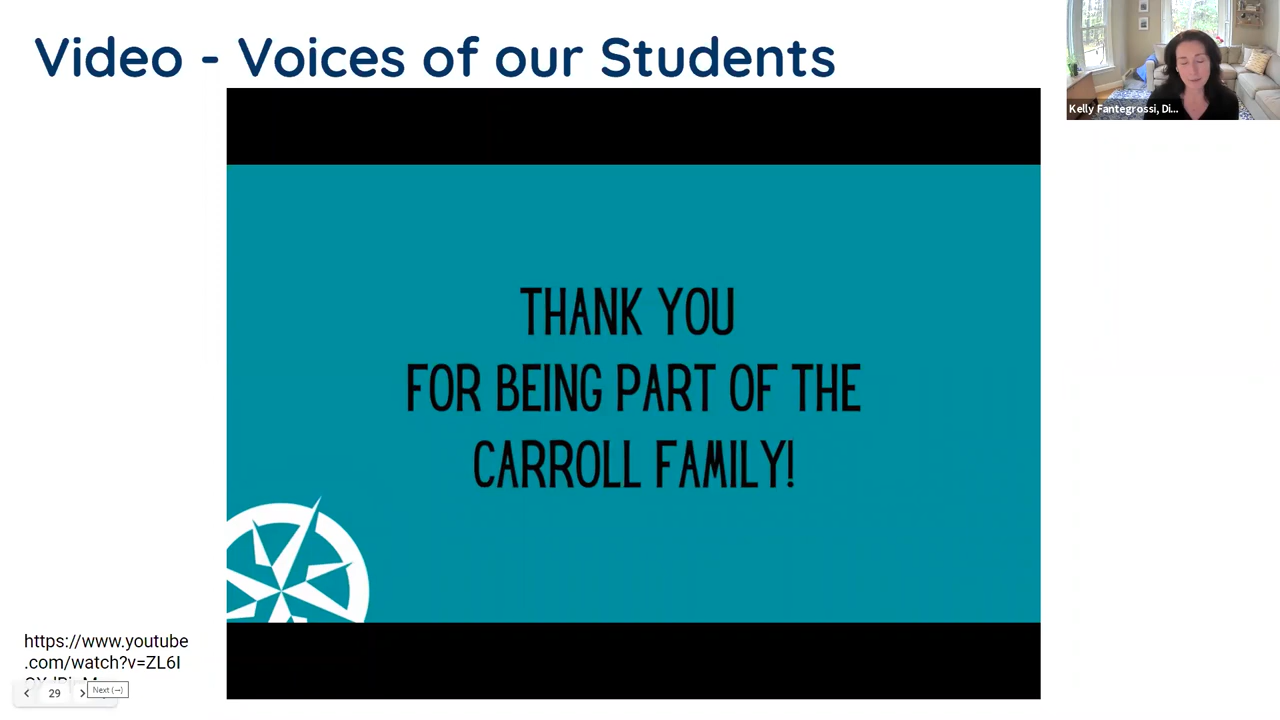 Video - Voices of our Students
Kelly Fantegrossi, Di...
THANK YOU
FOR BEING PART OF THE
CARROLL FAMILY!
https://www.youtube
.com/watch?v=ZL6I
29
Next (→)